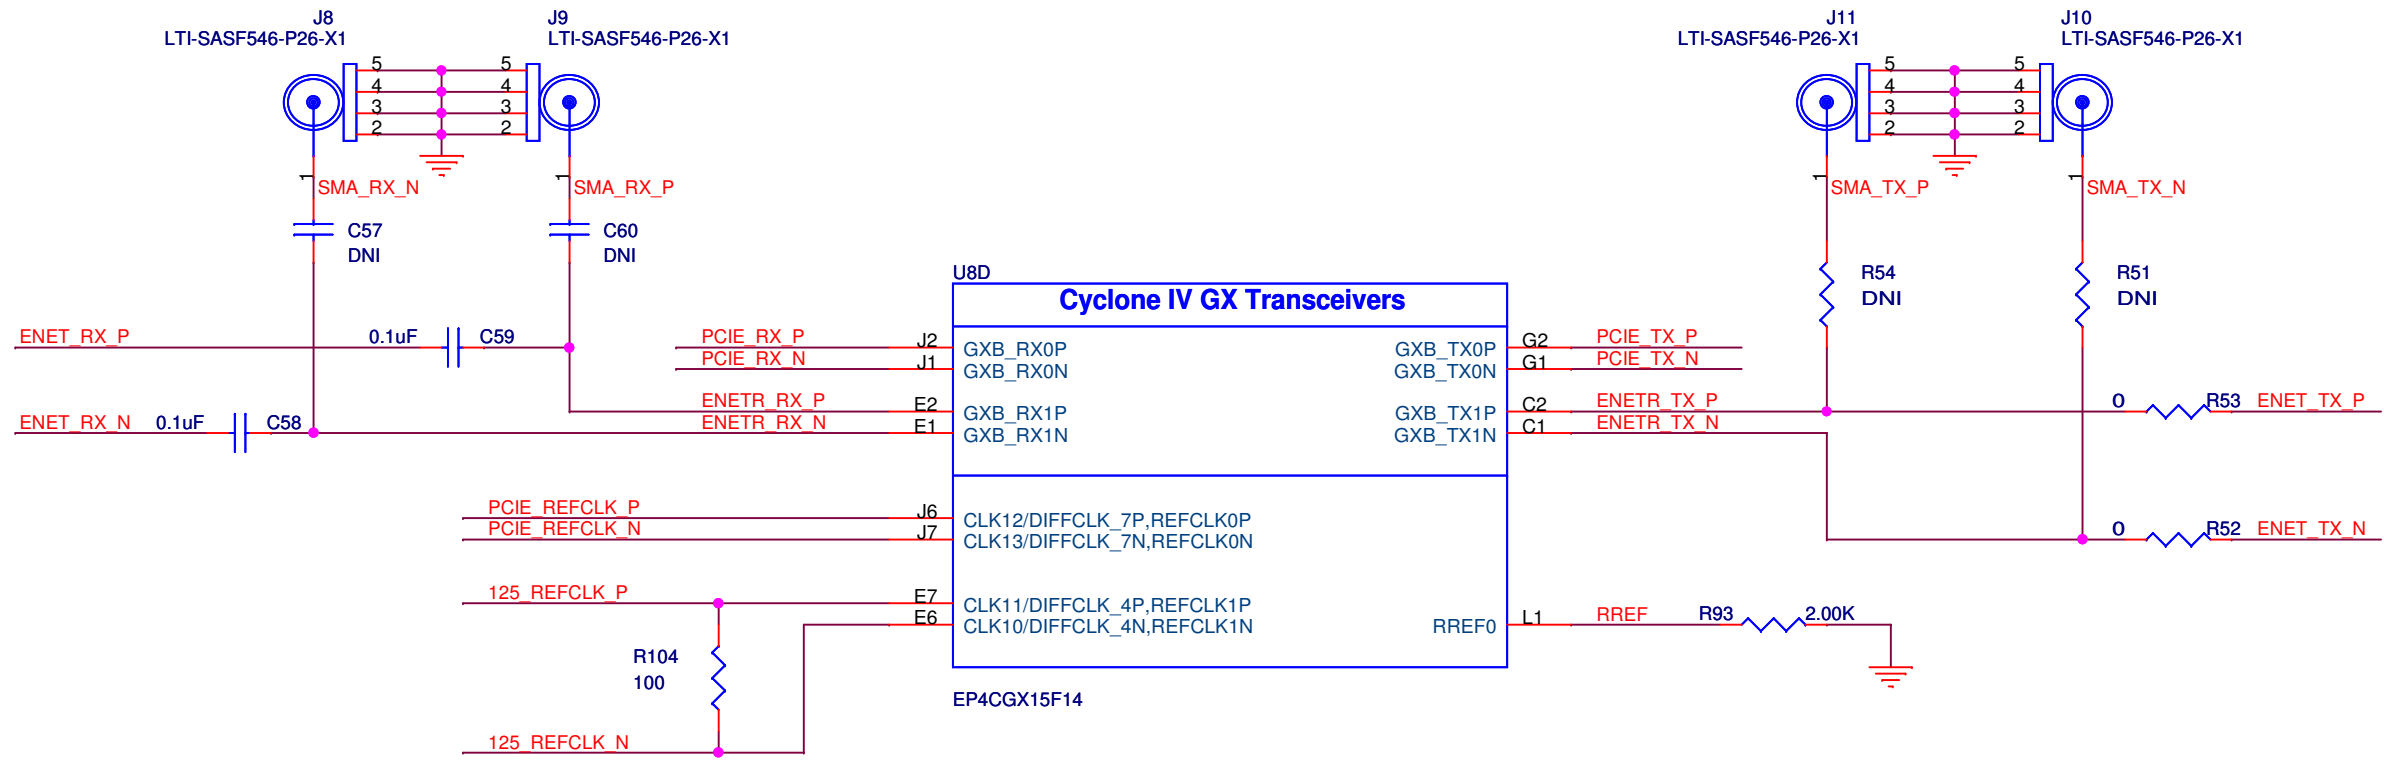 J8
J9
J11
J10
LTI-SASF546-P26-X1
LTI-SASF546-P26-X1
LTI-SASF546-P26-X1
LTI-SASF546-P26-X1
5 5 5 5
4 4 4 4
3 3 3 3
2 2 2 2
1 SMA_RX_N
1 SMA_RX_P
1 SMA_TX_P
1 SMA_TX_N
C57
DNI
C60
DNI
R54
DNI
R51
DNI
U8D
Cyclone IV GX Transceivers
ENET_RX_P 0.1uF C59
PCIE_RX_P J2 GXB_RX0P
PCIE_RX_N J1 GXB_RX0N
GXB_TX0P G2 PCIE_TX_P
GXB_TX0N G1 PCIE_TX_N
ENET_RX_N 0.1uF C58
ENETR_RX_P E2 GXB_RX1P
ENETR_RX_N E1 GXB_RX1N
GXB_TX1P C2 ENETR_TX_P
GXB_TX1N C1 ENETR_TX_N
0 R53 ENET_TX_P
0 R52 ENET_TX_N
PCIE_REFCLK_P J6 CLK12/DIFFCLK_7P,REFCLK0P
PCIE_REFCLK_N J7 CLK13/DIFFCLK_7N,REFCLK0N
125_REFCLK_P E7 CLK11/DIFFCLK_4P,REFCLK1P
E6 CLK10/DIFFCLK_4N,REFCLK1N
RREF0 L1 RREF R93 2.00K
R104
100
125_REFCLK_N
EP4CGX15F14